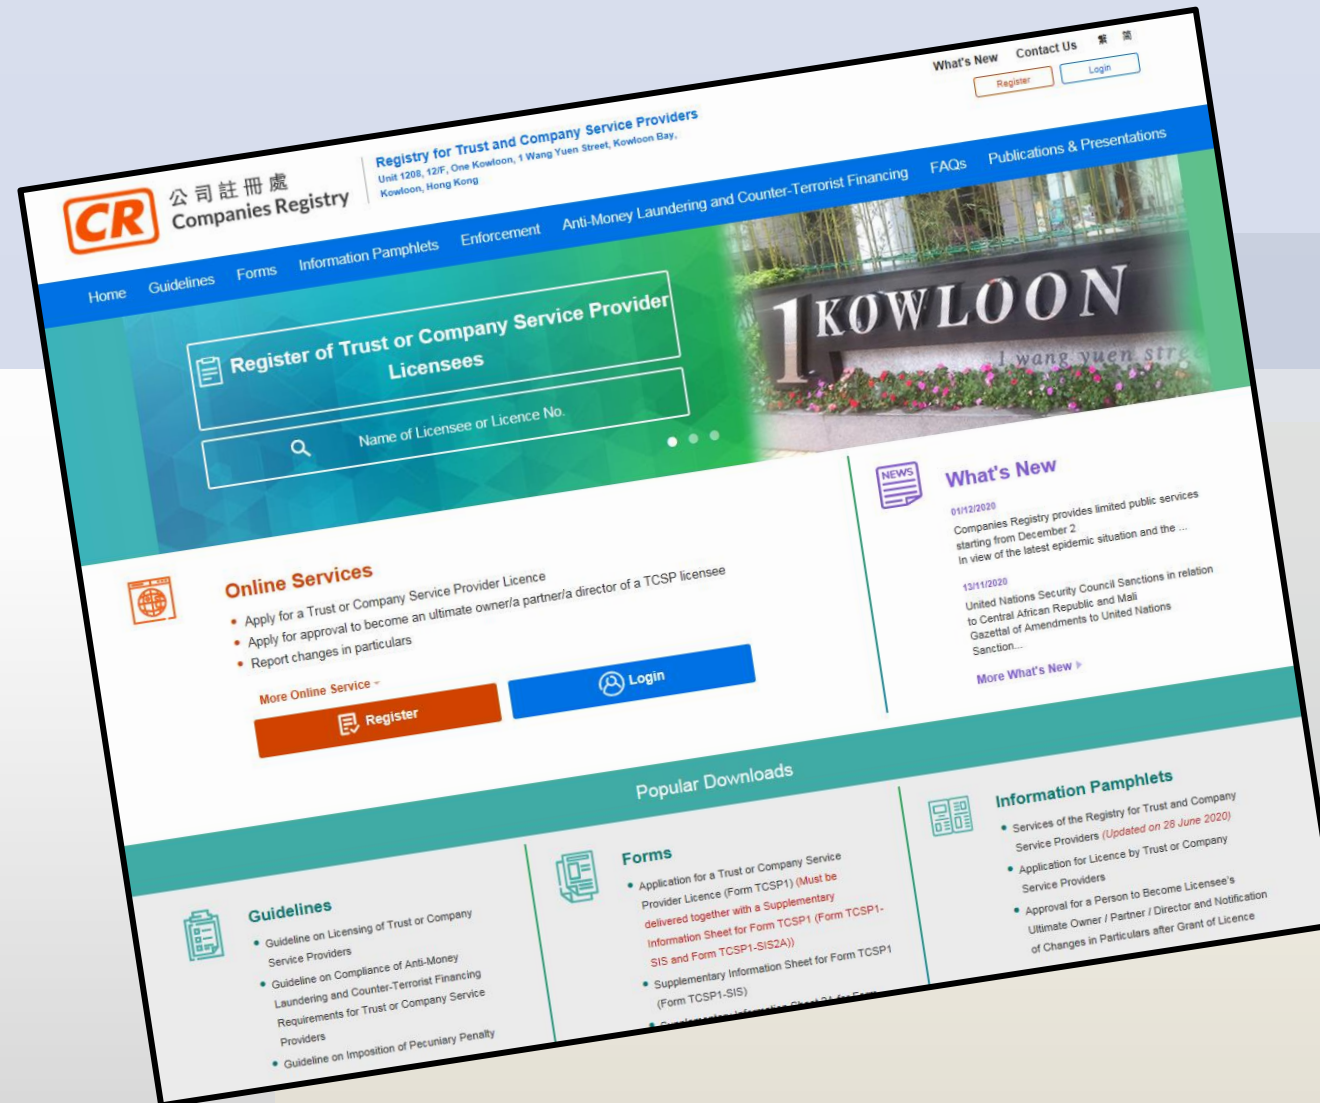 What's New Contact Us 繁 简
Register Login
CR
公司註冊處
Companies Registry
Registry for Trust and Company Service Providers
Unit 1208, 12/F, One Kowloon, 1 Wang Yuen Street, Kowloon Bay,
Kowloon, Hong Kong
Home Guidelines Forms Information Pamphlets Enforcement Anti-Money Laundering and Counter-Terrorist Financing FAQs Publications & Presentations
Register of Trust or Company Service Provider
Licensees
Name of Licensee or Licence No.
1 KOWLOON
1 wang yuen stre
Online Services
Apply for a Trust or Company Service Provider Licence
Apply for approval to become an ultimate owner/a partner/a director of a TCSP licensee
Report changes in particulars
More Online Service
Register
Login
NEWS
What's New
01/12/2020
Companies Registry provides limited public services
starting from December 2
In view of the latest epidemic situation and the ...
13/11/2020
United Nations Security Council Sanctions in relation
to Central African Republic and Mali
Gazettal of Amendments to United Nations
Sanction...
More What's New
Popular Downloads
Guidelines
Guideline on Licensing of Trust or Company
Service Providers
Guideline on Compliance of Anti-Money
Laundering and Counter-Terrorist Financing
Requirements for Trust or Company Service
Providers
Guideline on Imposition of Pecuniary Penalty
Forms
Application for a Trust or Company Service
Provider Licence (Form TCSP1) (Must be
delivered together with a Supplementary
Information Sheet for Form TCSP1 (Form TCSP1-
SIS and Form TCSP1-SIS2A))
Supplementary Information Sheet for Form TCSP1
(Form TCSP1-SIS)
Supplementary Information Sheet 2A for Form
Information Pamphlets
Services of the Registry for Trust and Company
Service Providers (Updated on 28 June 2020)
Application for Licence by Trust or Company
Service Providers
Approval for a Person to Become Licensee's
Ultimate Owner / Partner / Director and Notification
of Changes in Particulars after Grant of Licence